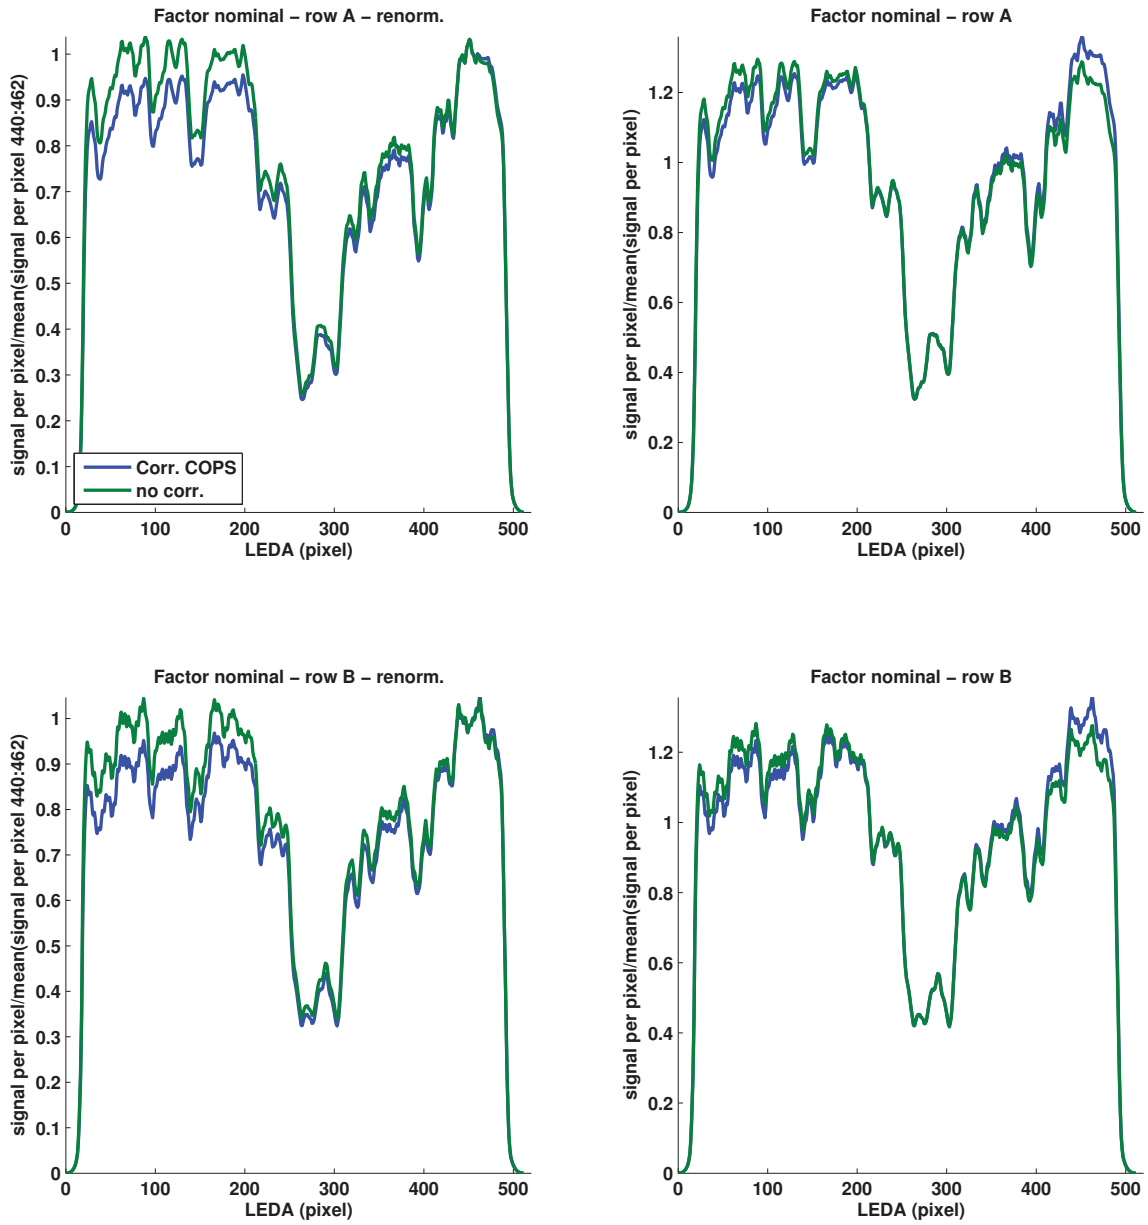 Factor nominal − row A − renorm.
signal per pixel/mean(signal per pixel 440:462)
1
0.9
0.8
0.7
0.6
0.5
0.4
0.3
0.2
0.1
0
Corr. COPS
no corr.
0 100 200 300 400 500
LEDA (pixel)
Factor nominal − row A
signal per pixel/mean(signal per pixel)
1.2
1
0.8
0.6
0.4
0.2
0
0 100 200 300 400 500
LEDA (pixel)
Factor nominal − row B − renorm.
signal per pixel/mean(signal per pixel 440:462)
1
0.9
0.8
0.7
0.6
0.5
0.4
0.3
0.2
0.1
0
0 100 200 300 400 500
LEDA (pixel)
Factor nominal − row B
signal per pixel/mean(signal per pixel)
1.2
1
0.8
0.6
0.4
0.2
0
0 100 200 300 400 500
LEDA (pixel)